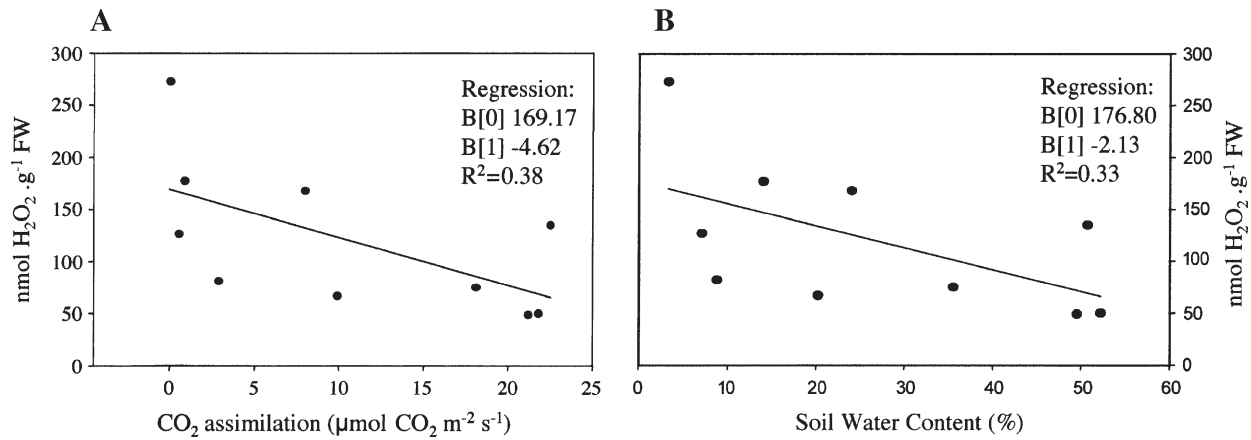 A
300
250
200
150
100
50
0
nmol H₂O₂ .g⁻¹ FW
Regression:
B[0] 169.17
B[1] -4.62
R²=0.38
0 5 10 15 20 25
CO₂ assimilation (μmol CO₂ m⁻² s⁻¹)
B
Regression:
B[0] 176.80
B[1] -2.13
R²=0.33
300
250
200
150
100
50
0
nmol H₂O₂ .g⁻¹ FW
0 10 20 30 40 50 60
Soil Water Content (%)